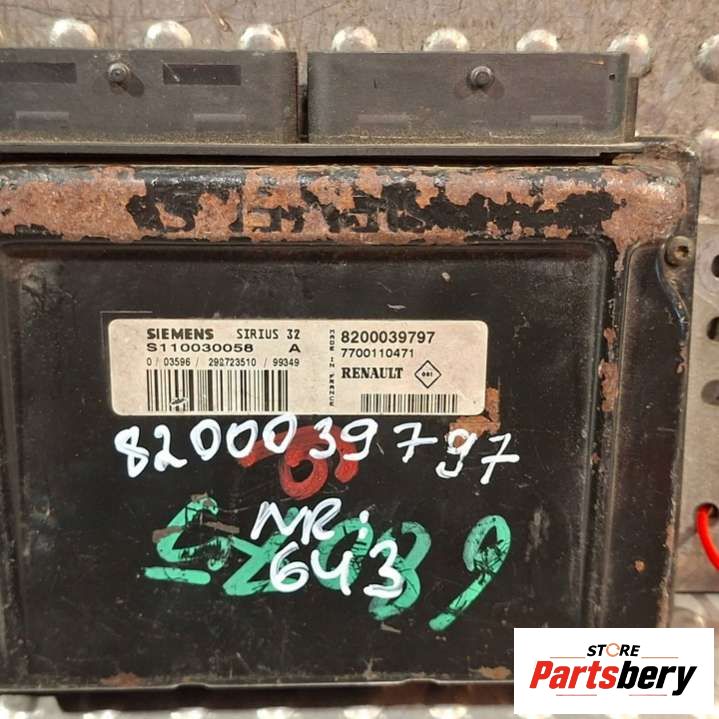 SIEMENS SIRIUS 32
S110030058 A
0 / 03596 / 292723510 / 99349
MADE IN FRANCE
8200039797
7700110471
RENAULT
8200039797
NR.
643
STORE
Partsbery